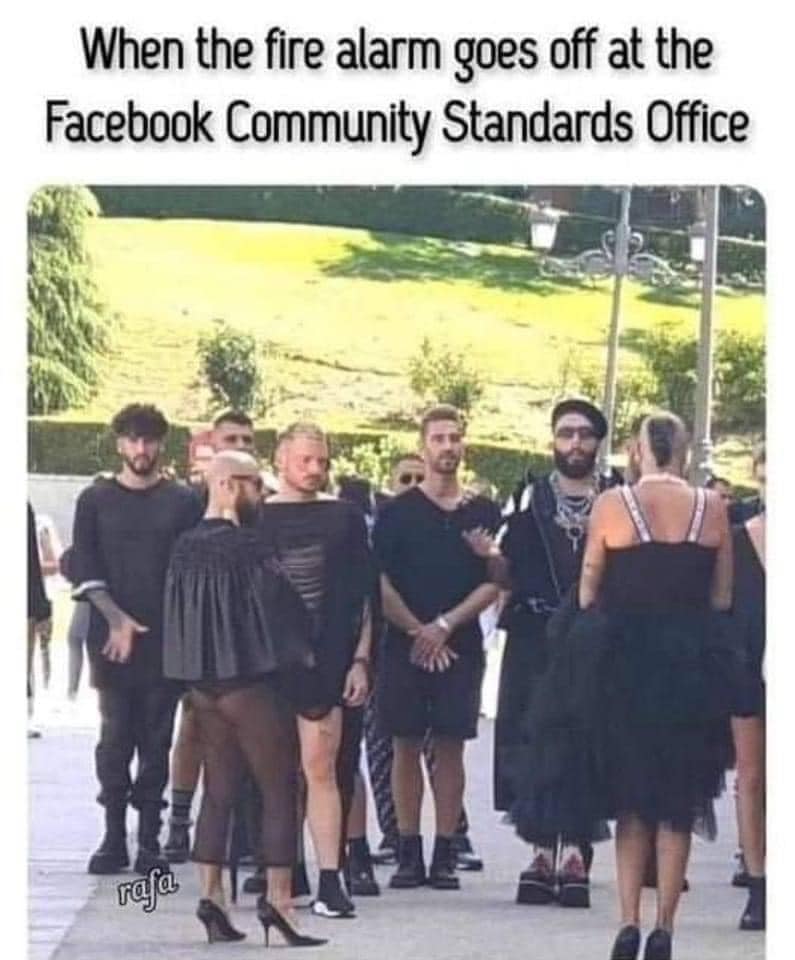 When the fire alarm goes off at the
Facebook Community Standards Office
rafa